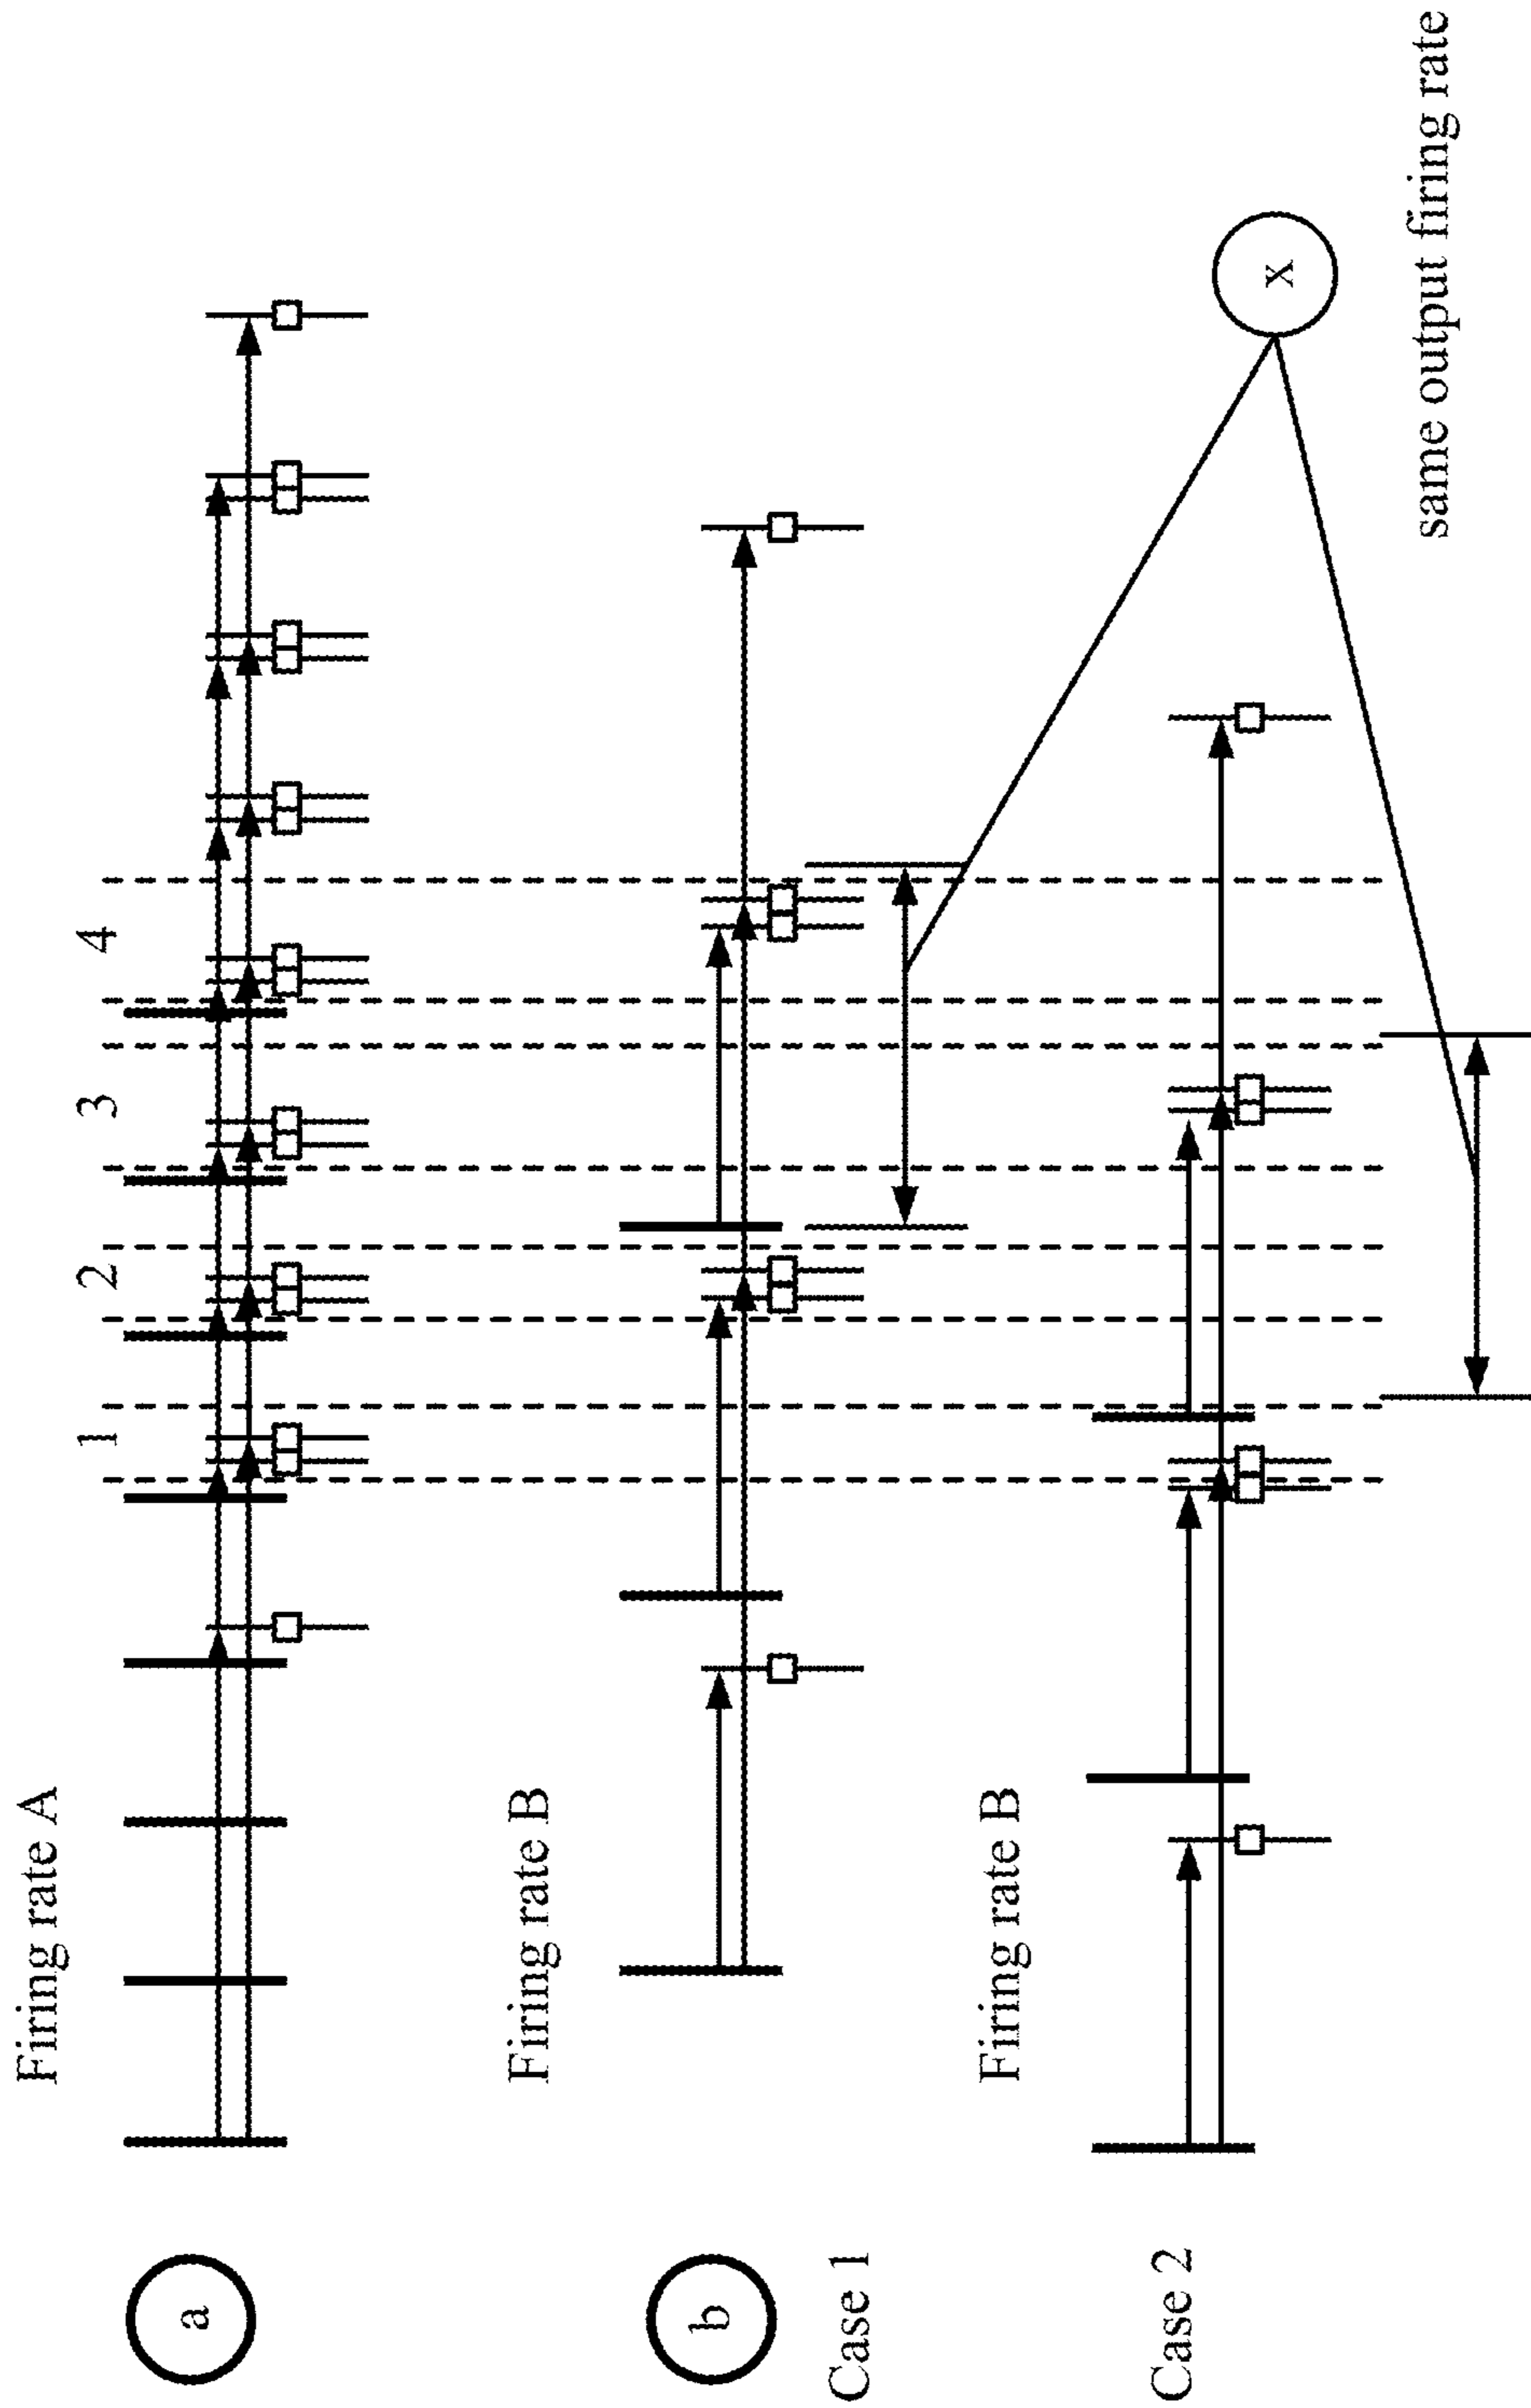 Firing rate A
1
2
3
4
a
Firing rate B
b
Case 1
Firing rate B
Case 2
x
same output firing rate